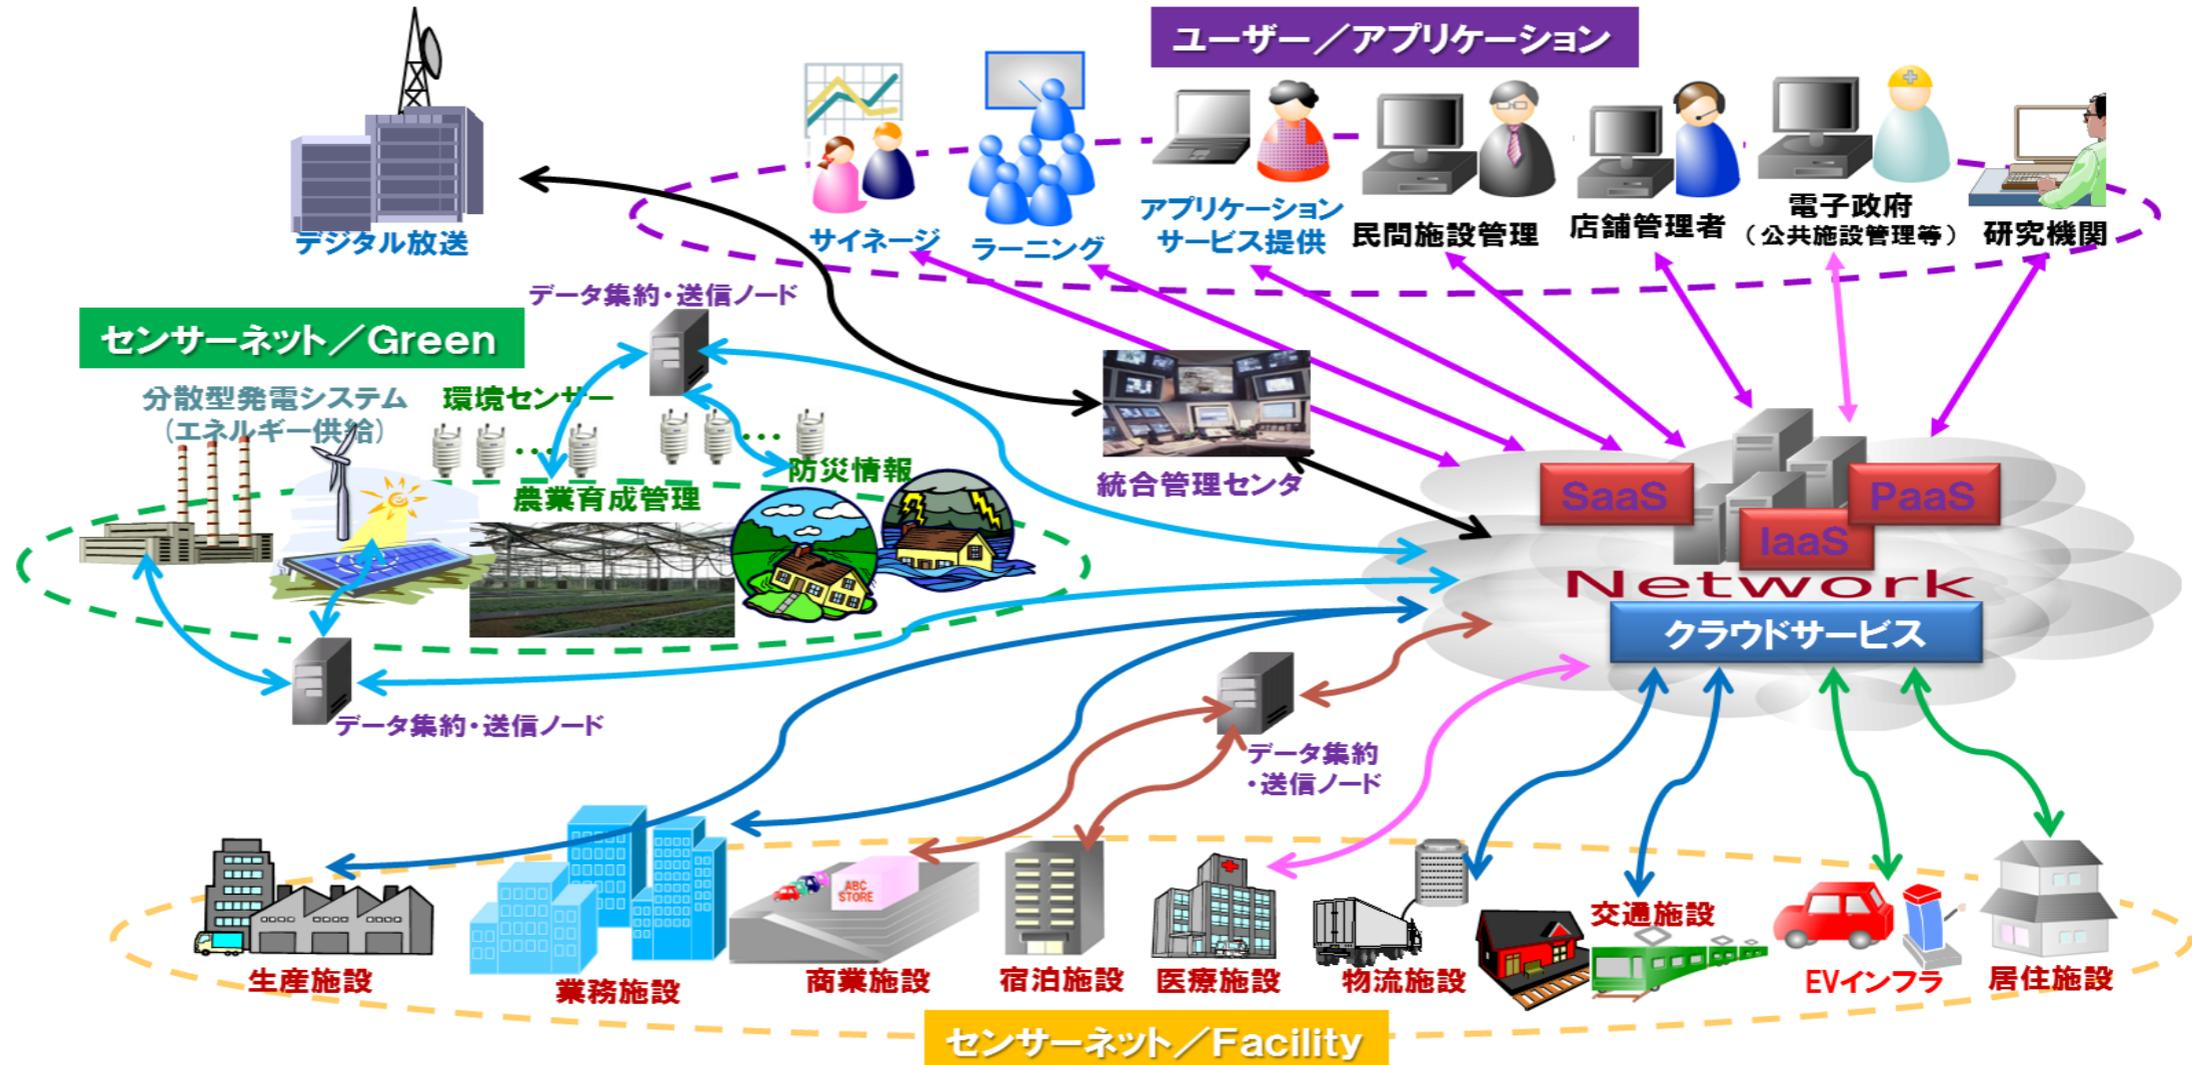 ユーザー／アプリケーション
デジタル放送
サイネージ
ラーニング
アプリケーション
サービス提供
民間施設管理
店舗管理者
電子政府
（公共施設管理等）
研究機関
データ集約・送信ノード
センサーネット／Green
分散型発電システム
（エネルギー供給）
環境センサー
防災情報
農業育成管理
統合管理センタ
SaaS
PaaS
IaaS
Network
クラウドサービス
データ集約・送信ノード
データ集約
・送信ノード
ABC
STORE
生産施設
業務施設
商業施設
宿泊施設
医療施設
物流施設
交通施設
EVインフラ
居住施設
センサーネット／Facility